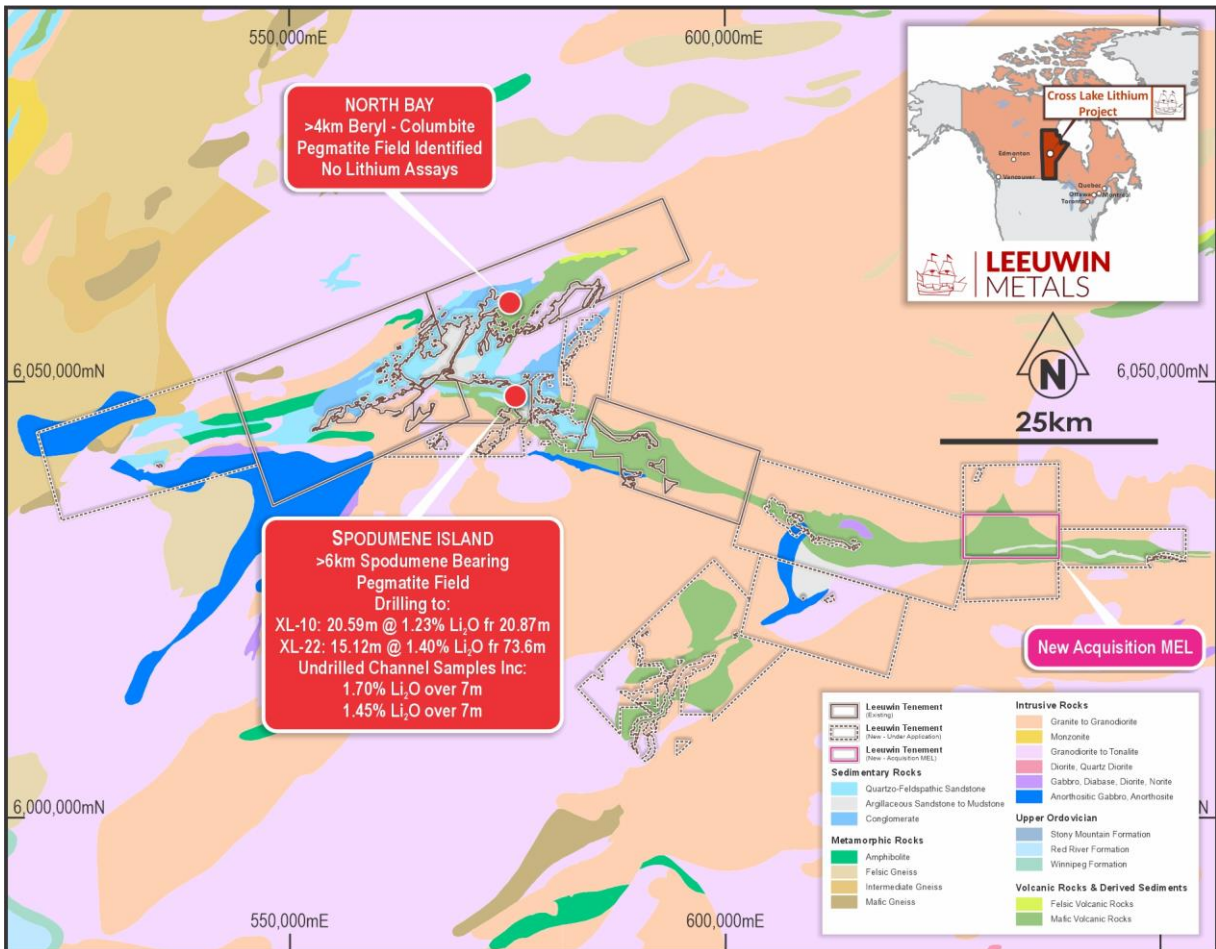 550,000mE
600,000mE
NORTH BAY
>4km Beryl - Columbite
Pegmatite Field Identified
No Lithium Assays
Cross Lake Lithium
Project
Edmonton
Vancouver
Quebec
Ottawa
Montreal
Toronto
LEEUWIN
METALS
6,050,000mN
6,050,000mN
N
25km
SPODUMENE ISLAND
>6km Spodumene Bearing
Pegmatite Field
Drilling to:
XL-10: 20.59m @ 1.23% Li₂O fr 20.87m
XL-22: 15.12m @ 1.40% Li₂O fr 73.6m
Undrilled Channel Samples Inc:
1.70% Li₂O over 7m
1.45% Li₂O over 7m
New Acquisition MEL
Leeuwin Tenement
(Existing)
Leeuwin Tenement
(New - Under Application)
Leeuwin Tenement
(New - Acquisition MEL)
Sedimentary Rocks
Quartzo-Feldspathic Sandstone
Argillaceous Sandstone to Mudstone
Conglomerate
Metamorphic Rocks
Amphibolite
Felsic Gneiss
Intermediate Gneiss
Mafic Gneiss
Intrusive Rocks
Granite to Granodiorite
Monzonite
Granodiorite to Tonalite
Diorite, Quartz Diorite
Gabbro, Diabase, Diorite, Norite
Anorthositic Gabbro, Anorthosite
Upper Ordovician
Stony Mountain Formation
Red River Formation
Winnipeg Formation
Volcanic Rocks & Derived Sediments
Felsic Volcanic Rocks
Mafic Volcanic Rocks
6,000,000mN
N
550,000mE
600,000mE